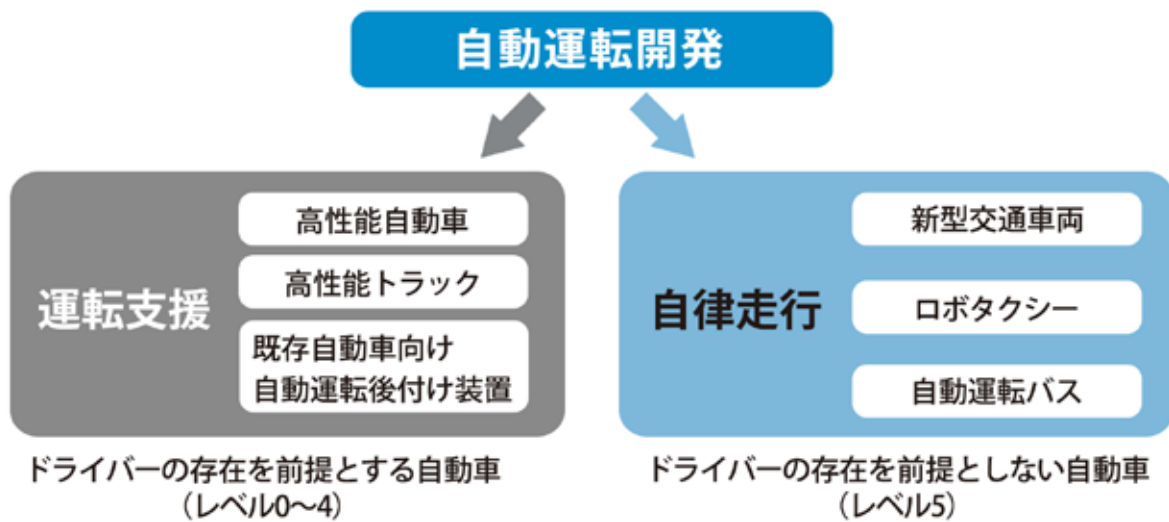 自動運転開発
運転支援
高性能自動車
高性能トラック
既存自動車向け
自動運転後付け装置
ドライバーの存在を前提とする自動車
（レベル0〜4）
自律走行
新型交通車両
ロボタクシー
自動運転バス
ドライバーの存在を前提としない自動車
（レベル5）